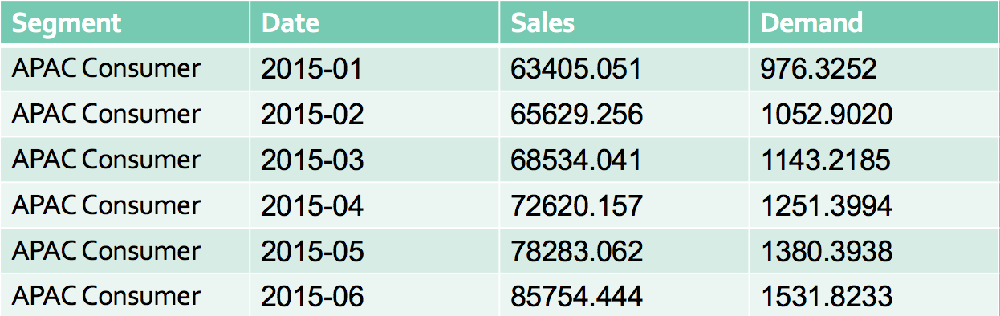 Segment Date Sales Demand
APAC Consumer 2015-01 63405.051 976.3252
APAC Consumer 2015-02 65629.256 1052.9020
APAC Consumer 2015-03 68534.041 1143.2185
APAC Consumer 2015-04 72620.157 1251.3994
APAC Consumer 2015-05 78283.062 1380.3938
APAC Consumer 2015-06 85754.444 1531.8233